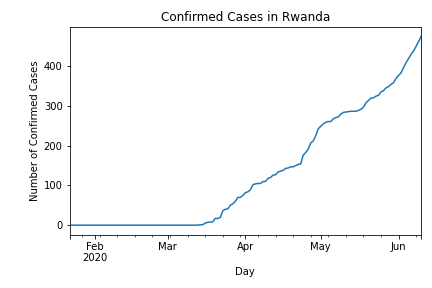 Confirmed Cases in Rwanda
Number of Confirmed Cases
400
300
200
100
0
Feb Mar Apr May Jun
2020
Day